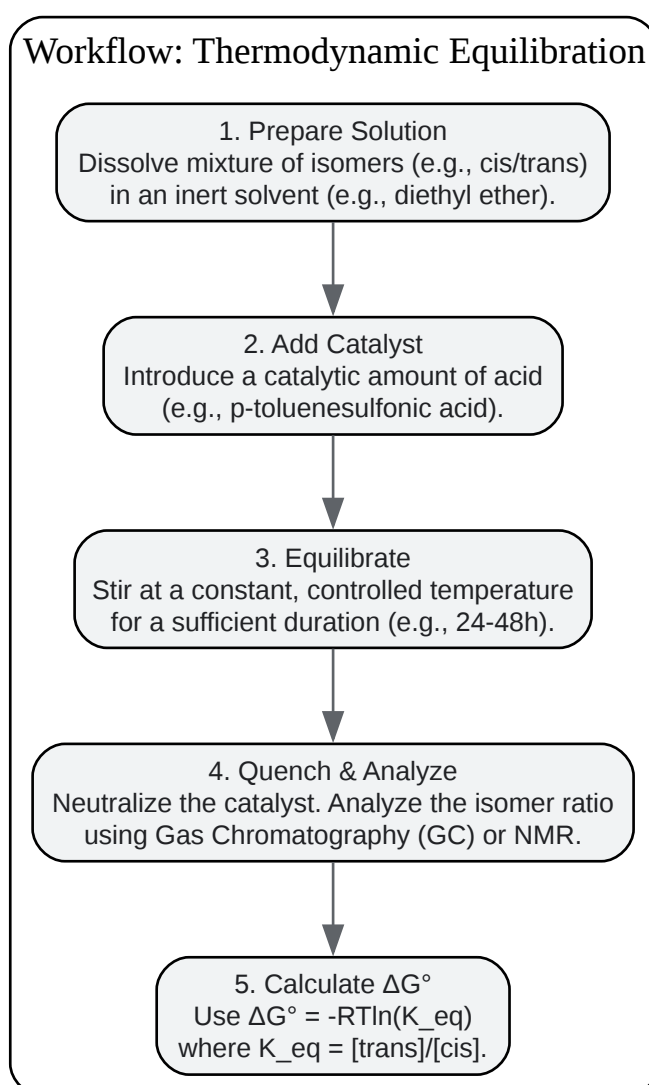 Workflow: Thermodynamic Equilibration
1. Prepare Solution
Dissolve mixture of isomers (e.g., cis/trans)
in an inert solvent (e.g., diethyl ether).
2. Add Catalyst
Introduce a catalytic amount of acid
(e.g., p-toluenesulfonic acid).
3. Equilibrate
Stir at a constant, controlled temperature
for a sufficient duration (e.g., 24-48h).
4. Quench & Analyze
Neutralize the catalyst. Analyze the isomer ratio
using Gas Chromatography (GC) or NMR.
5. Calculate ΔG°
Use ΔG° = -RTln(K_eq)
where K_eq = [trans]/[cis].